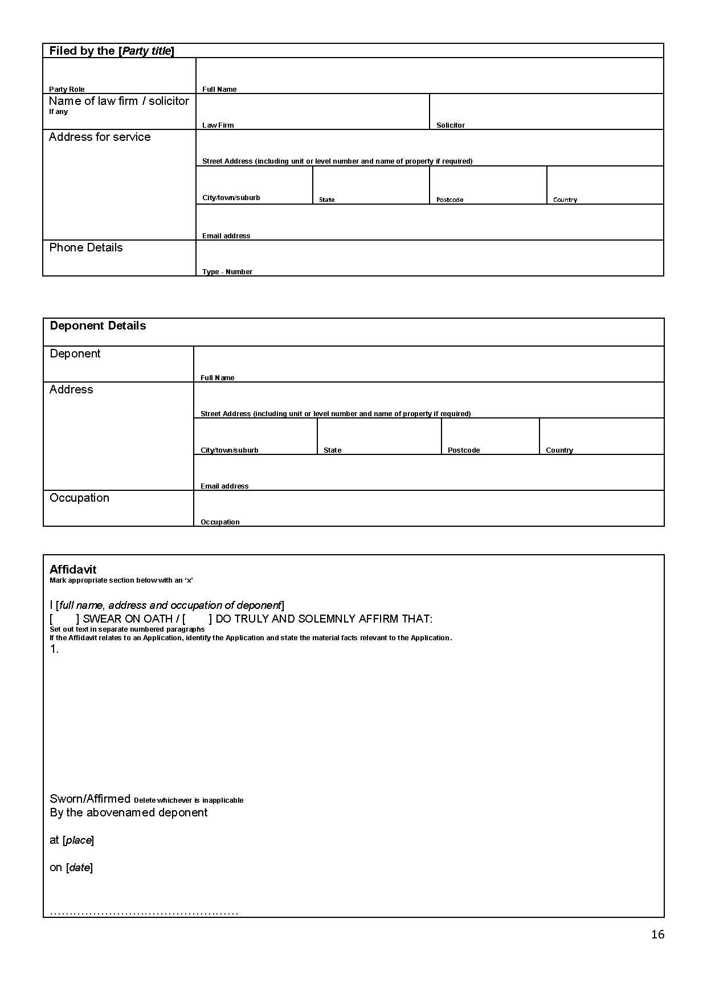 Filed by the [Party title]
Party Role
Full Name
Name of law firm / solicitor
If any
Law Firm
Solicitor
Address for service
Street Address (including unit or level number and name of property if required)
City/town/suburb
State
Postcode
Country
Email address
Phone Details
Type - Number
Deponent Details
Deponent
Full Name
Address
Street Address (including unit or level number and name of property if required)
City/town/suburb
State
Postcode
Country
Email address
Occupation
Occupation
Affidavit
Mark appropriate section below with an ‘x’
I [full name, address and occupation of deponent]
[ ] SWEAR ON OATH / [ ] DO TRULY AND SOLEMNLY AFFIRM THAT:
Set out text in separate numbered paragraphs
If the Affidavit relates to an Application, identify the Application and state the material facts relevant to the Application.
1.
Sworn/Affirmed Delete whichever is inapplicable
By the abovenamed deponent
at [place]
on [date]
…………………………………………
16